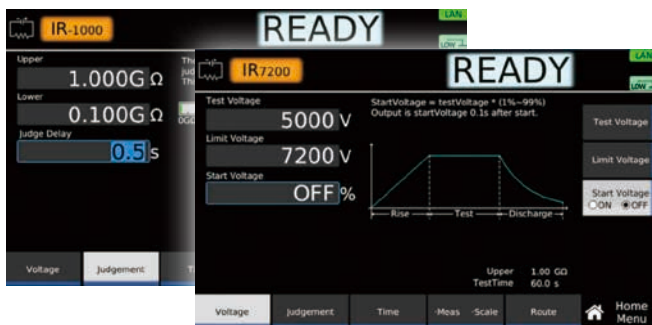 IR-1000
READY
LAN
LOW
Upper
1.000G Ω
Lower
0.100G Ω
Judge Delay
0.5 s
Voltage
Judgement
IR7200
READY
LAN
LOW
Test Voltage
5000 V
Limit Voltage
7200 V
Start Voltage
OFF %
StartVoltage = testVoltage * (1%~99%)
Output is startVoltage 0.1s after start.
Rise
Test
Discharge
Upper 1.00 GΩ
TestTime 60.0 s
Test Voltage
Limit Voltage
Start Voltage
ON OFF
Voltage
Judgement
Time
-Meas -Scale
Route
Home
Menu